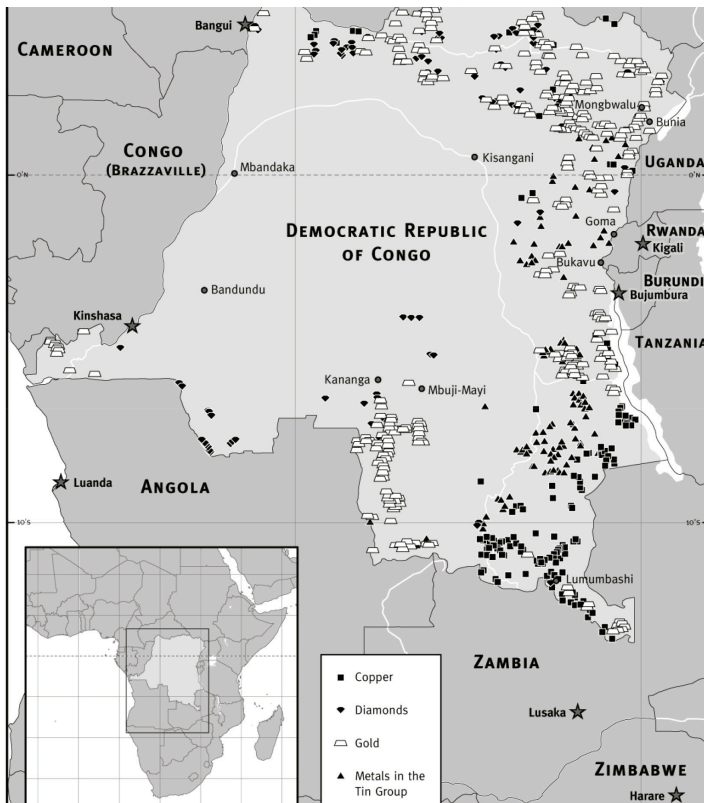 Bangui
CAMEROON
Mongbwalu
Bunia
CONGO
(BRAZZAVILLE)
Kisangani
UGANDA
Mbandaka
0°N
0°N
DEMOCRATIC REPUBLIC
OF CONGO
Goma
RWANDA
Kigali
Bukavu
BURUNDI
Bujumbura
Bandundu
Kinshasa
TANZANIA
Kananga
Mbuji-Mayi
Luanda
ANGOLA
10°S
10°S
Lumumbashi
ZAMBIA
Copper
Diamonds
Gold
Metals in the
Tin Group
Lusaka
ZIMBABWE
Harare